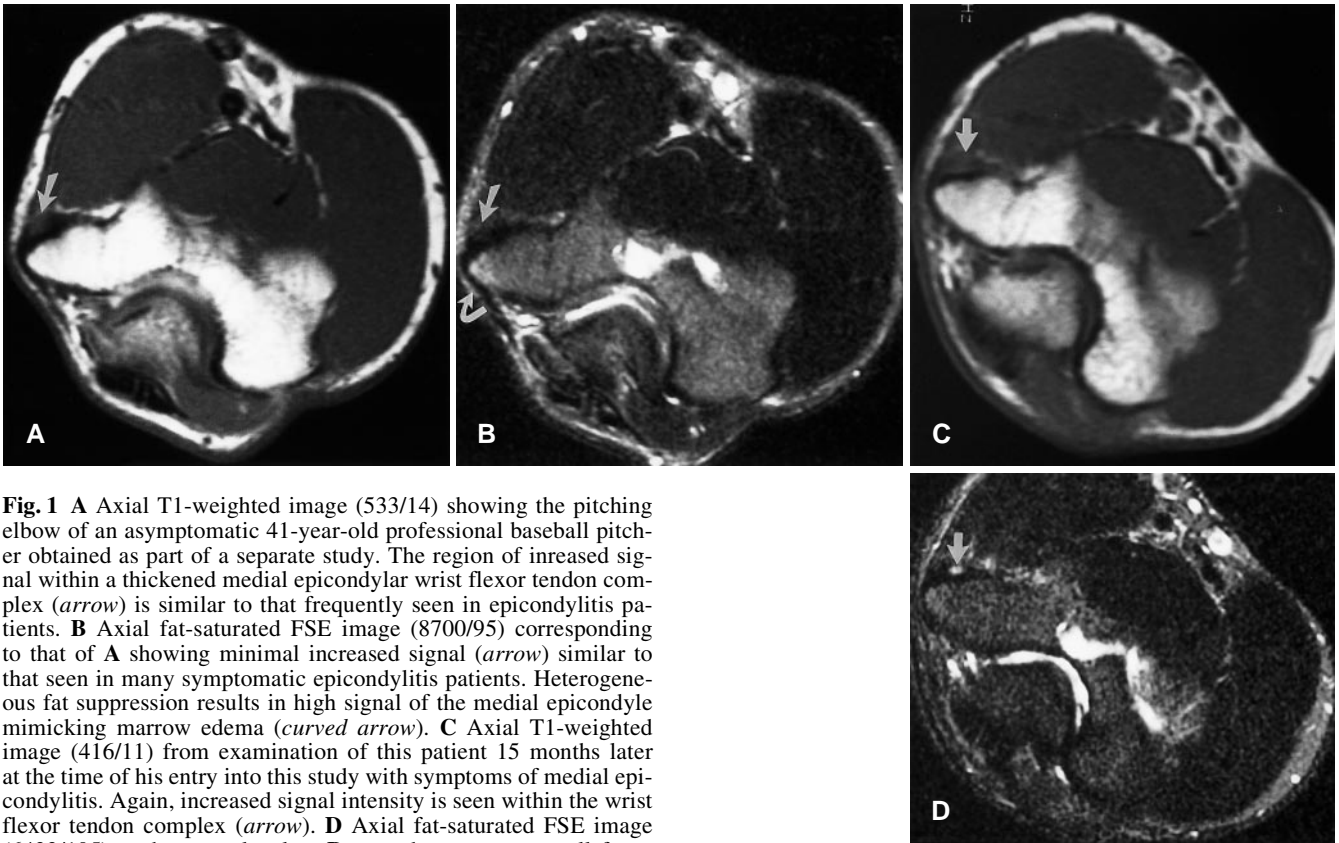 A
B
C
Fig. 1 A Axial T1-weighted image (533/14) showing the pitching
elbow of an asymptomatic 41-year-old professional baseball pitch-
er obtained as part of a separate study. The region of inreased sig-
nal within a thickened medial epicondylar wrist flexor tendon com-
plex (arrow) is similar to that frequently seen in epicondylitis pa-
tients. B Axial fat-saturated FSE image (8700/95) corresponding
to that of A showing minimal increased signal (arrow) similar to
that seen in many symptomatic epicondylitis patients. Heterogene-
ous fat suppression results in high signal of the medial epicondyle
mimicking marrow edema (curved arrow). C Axial T1-weighted
image (416/11) from examination of this patient 15 months later
at the time of his entry into this study with symptoms of medial epi-
condylitis. Again, increased signal intensity is seen within the wrist
flexor tendon complex (arrow). D Axial fat-saturated FSE image
D